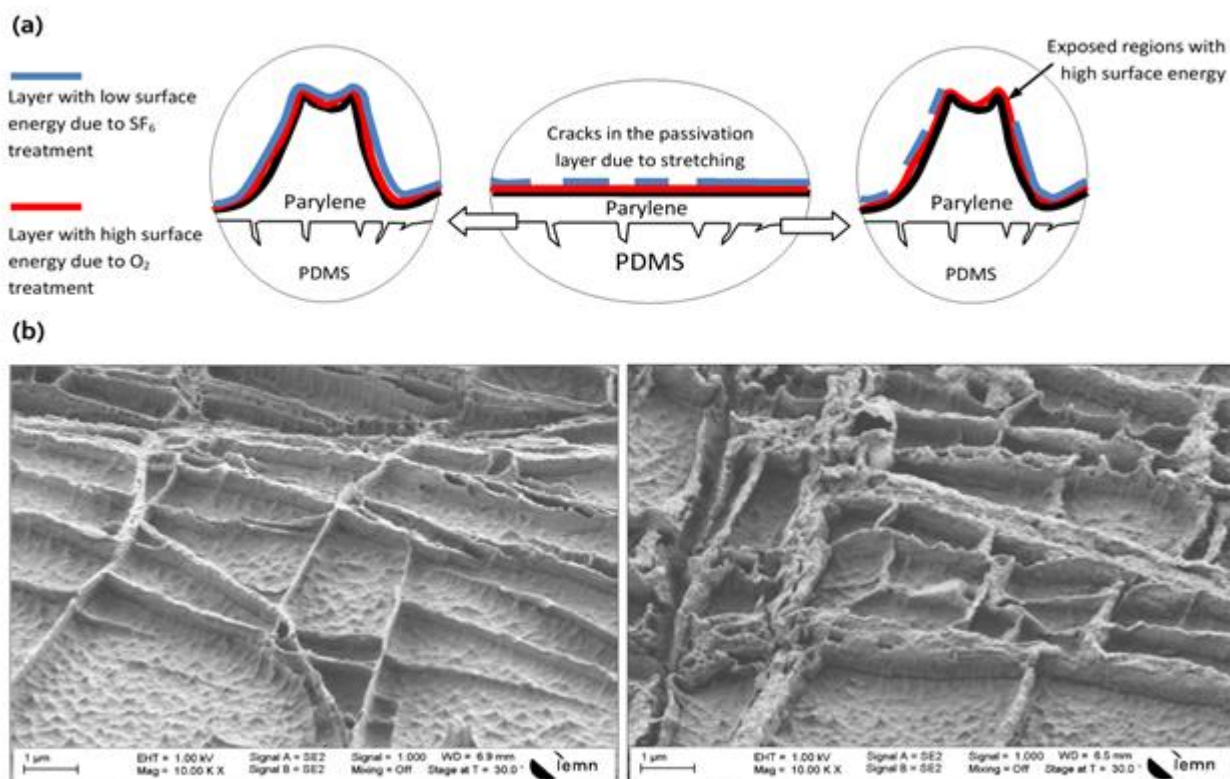 (a)
Layer with low surface
energy due to SF₆
treatment
Layer with high surface
energy due to O₂
treatment
Parylene
PDMS
Cracks in the passivation
layer due to stretching
Parylene
PDMS
Exposed regions with
high surface energy
Parylene
PDMS
(b)
1 µm
EHT = 1.00 kV Signal A = SE2 Signal = 1.000 WD = 6.9 mm
Mag = 10.00 K X Signal B = SE2 Mixing = Off Stage at T = 30.0°
iemn
1 µm
EHT = 1.00 kV Signal A = SE2 Signal = 1.000 WD = 6.5 mm
Mag = 10.00 K X Signal B = SE2 Mixing = Off Stage at T = 30.0°
iemn